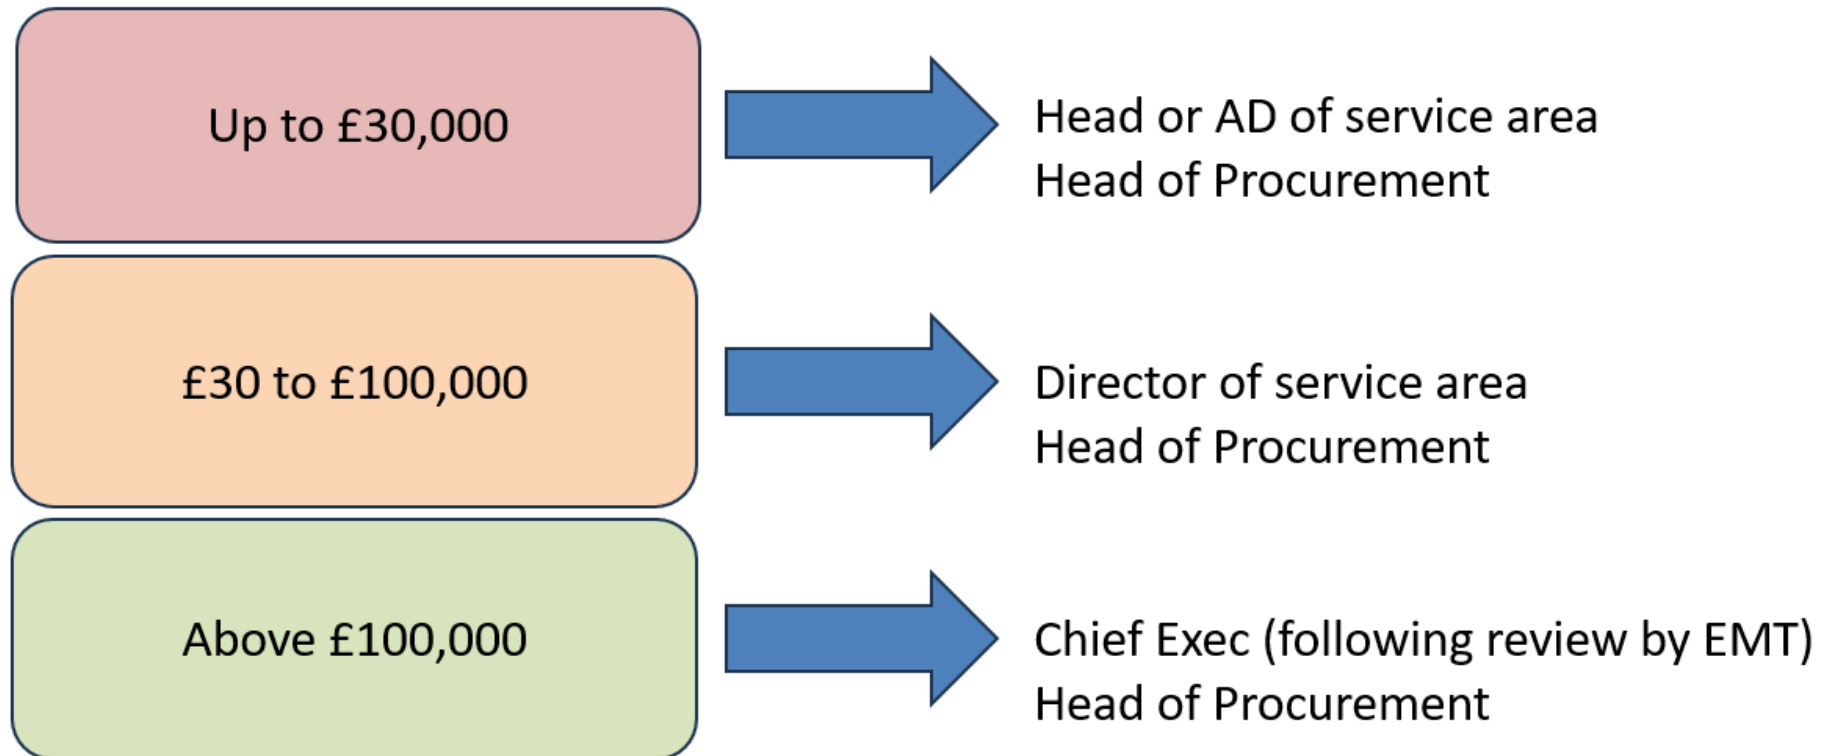 Up to £30,000
Head or AD of service area
Head of Procurement
£30 to £100,000
Director of service area
Head of Procurement
Above £100,000
Chief Exec (following review by EMT)
Head of Procurement